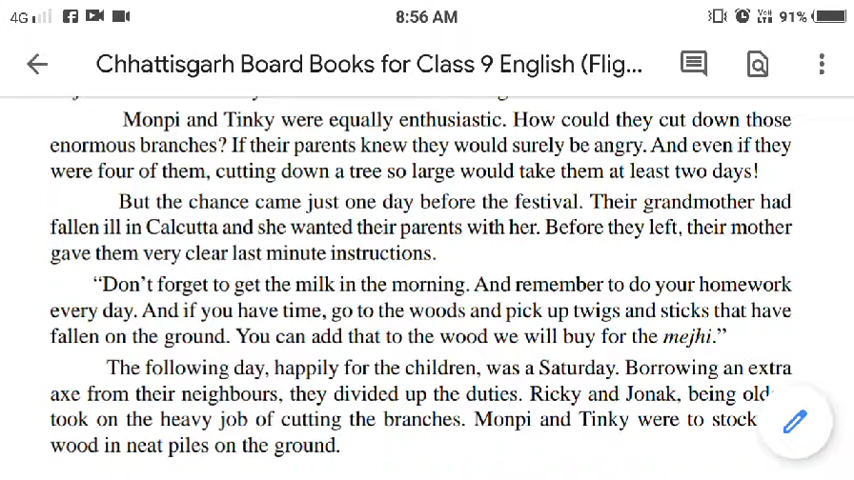 4G 8:56 AM VoU LTE 91%
Chhattisgarh Board Books for Class 9 English (Flig...
Monpi and Tinky were equally enthusiastic. How could they cut down those
enormous branches? If their parents knew they would surely be angry. And even if they
were four of them, cutting down a tree so large would take them at least two days!
But the chance came just one day before the festival. Their grandmother had
fallen ill in Calcutta and she wanted their parents with her. Before they left, their mother
gave them very clear last minute instructions.
“Don’t forget to get the milk in the morning. And remember to do your homework
every day. And if you have time, go to the woods and pick up twigs and sticks that have
fallen on the ground. You can add that to the wood we will buy for the mejhi.”
The following day, happily for the children, was a Saturday. Borrowing an extra
axe from their neighbours, they divided up the duties. Ricky and Jonak, being
took on the heavy job of cutting the branches. Monpi and Tinky were to stock
wood in neat piles on the ground.